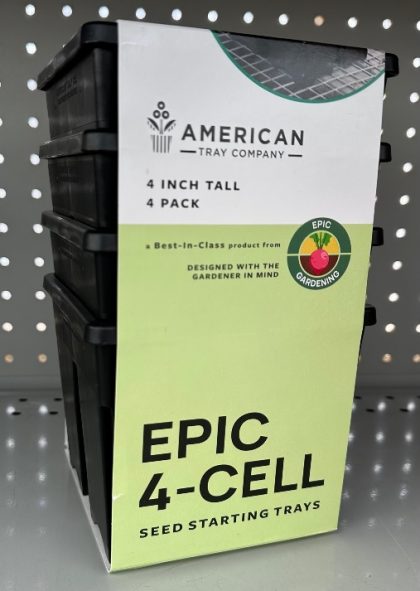 AMERICAN
TRAY COMPANY
4 INCH TALL
4 PACK
a Best-In-Class product from
DESIGNED WITH THE
GARDENER IN MIND
EPIC
GARDENING
EPIC
4-CELL
SEED STARTING TRAYS